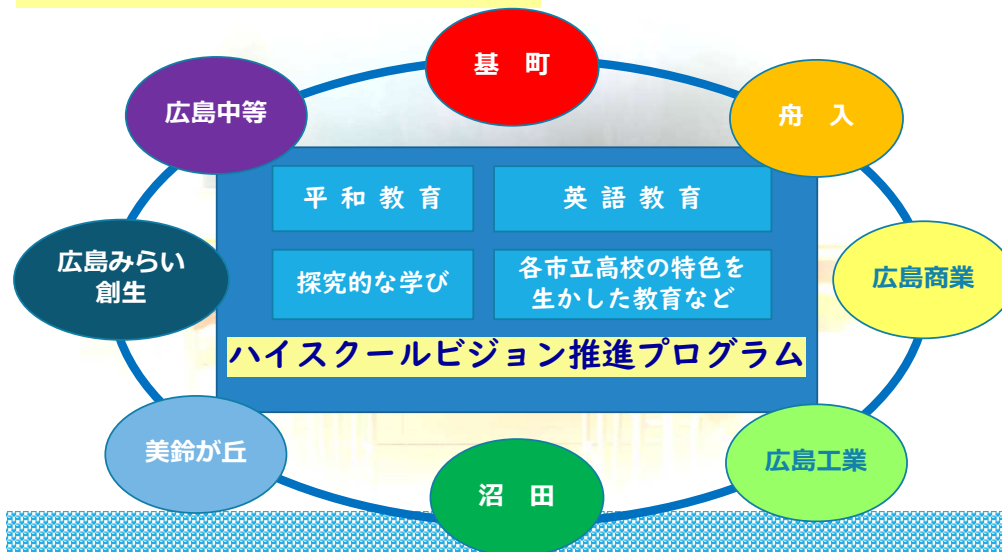 基　町
広島中等
舟　入
平 和 教 育
英 語 教 育
広島みらい
創生
探究的な学び
各市立高校の特色を
生かした教育など
広島商業
ハイスクールビジョン推進プログラム
美鈴が丘
広島工業
沼　田